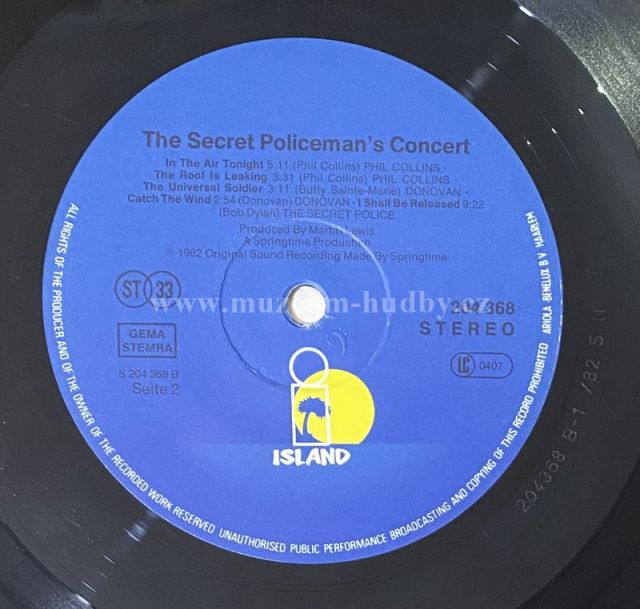 The Secret Policeman's Concert
In The Air Tonight 5:11 (Phil Collins) PHIL COLLINS ·
The Roof Is Leaking 3:31 (Phil Collins) PHIL COLLINS ·
The Universal Soldier 3:11 (Buffy Sainte-Marie) DONOVAN ·
Catch The Wind 2:54 (Donovan) DONOVAN · I Shall Be Released 9:22
(Bob Dylan) THE SECRET POLICE
Produced By Martin Lewis
A Springtime Production
℗ 1982 Original Sound Recording Made By Springtime
ST 33
www.muzeum-hudby.cz
204 368
STEREO
GEMA
STEMRA
LC 0407
S 204 368 B
Seite 2
ISLAND
ALL RIGHTS OF THE PRODUCER AND OF THE OWNER OF THE RECORDED WORK RESERVED UNAUTHORISED PUBLIC PERFORMANCE BROADCASTING AND COPYING OF THIS RECORD PROHIBITED ARIOLA-BENELUX B V HAARLEM
204368 B-1 /82 S II